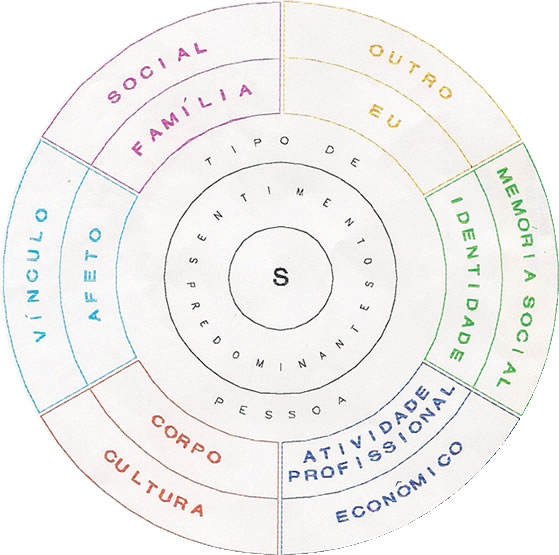 SOCIAL
FAMÍLIA
OUTRO
EU
MEMÓRIA SOCIAL
IDENTIDADE
ECONÔMICO
ATIVIDADE
PROFISSIONAL
CULTURA
CORPO
VÍNCULO
AFETO
TIPO DE
PESSOA
SENTIMENTOS
PREDOMINANTES
S